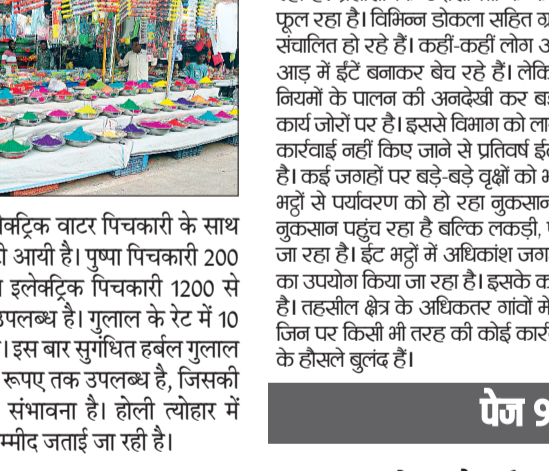 इलेक्ट्रिक वाटर पिचकारी के साथ
आयी है। पुष्पा पिचकारी 200
इलेक्ट्रिक पिचकारी 1200 से
उपलब्ध है। गुलाल के रेट में 10
। इस बार सुगंधित हर्बल गुलाल
रूपए तक उपलब्ध है, जिसकी
संभावना है। होली त्योहार में
म्मीद जताई जा रही है।
फूल रहा है। विभिन्न डोकला सहित
संचालित हो रहे हैं। कहीं-कहीं लोग
आड़ में ईंटें बनाकर बेच रहे हैं।
नियमों के पालन की अनदेखी कर
कार्य जोरों पर है। इससे विभाग को
कार्रवाई नहीं किए जाने से प्रतिवर्ष
है। कई जगहों पर बड़े-बड़े वृक्षों को
भट्ठों से पर्यावरण को हो रहा नुकसान
नुकसान पहुंच रहा है बल्कि लकड़ी,
जा रहा है। ईट भट्ठों में अधिकांश जग
का उपयोग किया जा रहा है। इसके
है। तहसील क्षेत्र के अधिकतर गांवों में
जिन पर किसी भी तरह की कोई कार्र
के हौसले बुलंद हैं।
पेज 9